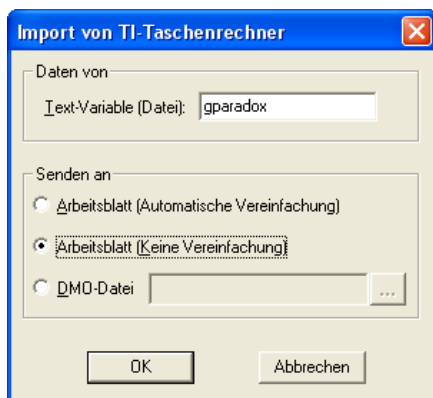 Import von TI-Taschenrechner
Daten von
Text-Variable (Datei): gparadox
Senden an
Arbeitsblatt (Automatische Vereinfachung)
Arbeitsblatt (Keine Vereinfachung)
DMO-Datei ...
OK Abbrechen